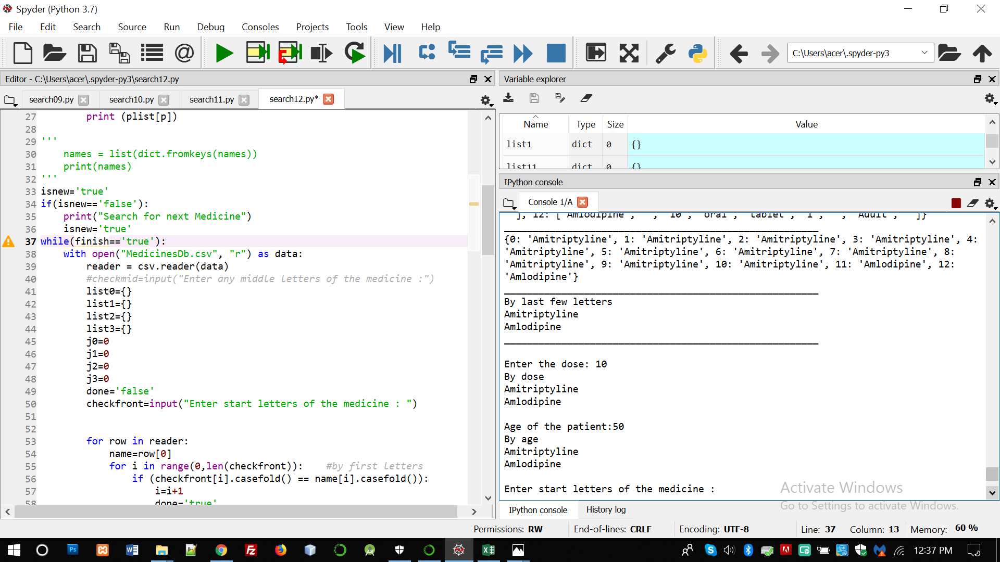 Spyder (Python 3.7)
File Edit Search Source Run Debug Consoles Projects Tools View Help
C:\Users\acer\.spyder-py3
Editor - C:\Users\acer\.spyder-py3\search12.py
search09.py search10.py search11.py search12.py*
27 print (plist[p])
28
29 '''
30 names = list(dict.fromkeys(names))
31 print(names)
32 '''
33 isnew='true'
34 if(isnew=='false'):
35 print("Search for next Medicine")
36 isnew='true'
37 while(finish=='true'):
38 with open("MedicinesDb.csv", "r") as data:
39 reader = csv.reader(data)
40 #checkmid=input("Enter any middle letters of the medicine :")
41 list0={}
42 list1={}
43 list2={}
44 list3={}
45 j0=0
46 j1=0
47 j2=0
48 j3=0
49 done='false'
50 checkfront=input("Enter start letters of the medicine : ")
51
52
53 for row in reader:
54 name=row[0]
55 for i in range(0,len(checkfront)): #by first letters
56 if (checkfront[i].casefold() == name[i].casefold()):
57 i=i+1
58 done='true'
Variable explorer
Name Type Size Value
list1 dict 0 {}
list11 dict 0 {}
IPython console
Console 1/A
'], 12: ['Amlodipine', ' ', '10', 'oral', 'tablet', '1', ' ', 'Adult', ' ']}
{0: 'Amitriptyline', 1: 'Amitriptyline', 2: 'Amitriptyline', 3: 'Amitriptyline', 4:
'Amitriptyline', 5: 'Amitriptyline', 6: 'Amitriptyline', 7: 'Amitriptyline', 8:
'Amitriptyline', 9: 'Amitriptyline', 10: 'Amitriptyline', 11: 'Amlodipine', 12:
'Amlodipine'}
By last few letters
Amitriptyline
Amlodipine
Enter the dose: 10
By dose
Amitriptyline
Amlodipine
Age of the patient:50
By age
Amitriptyline
Amlodipine
Enter start letters of the medicine :
Activate Windows
Go to Settings to activate Windows.
IPython console History log
Permissions: RW End-of-lines: CRLF Encoding: UTF-8 Line: 37 Column: 13 Memory: 60 %
12:37 PM